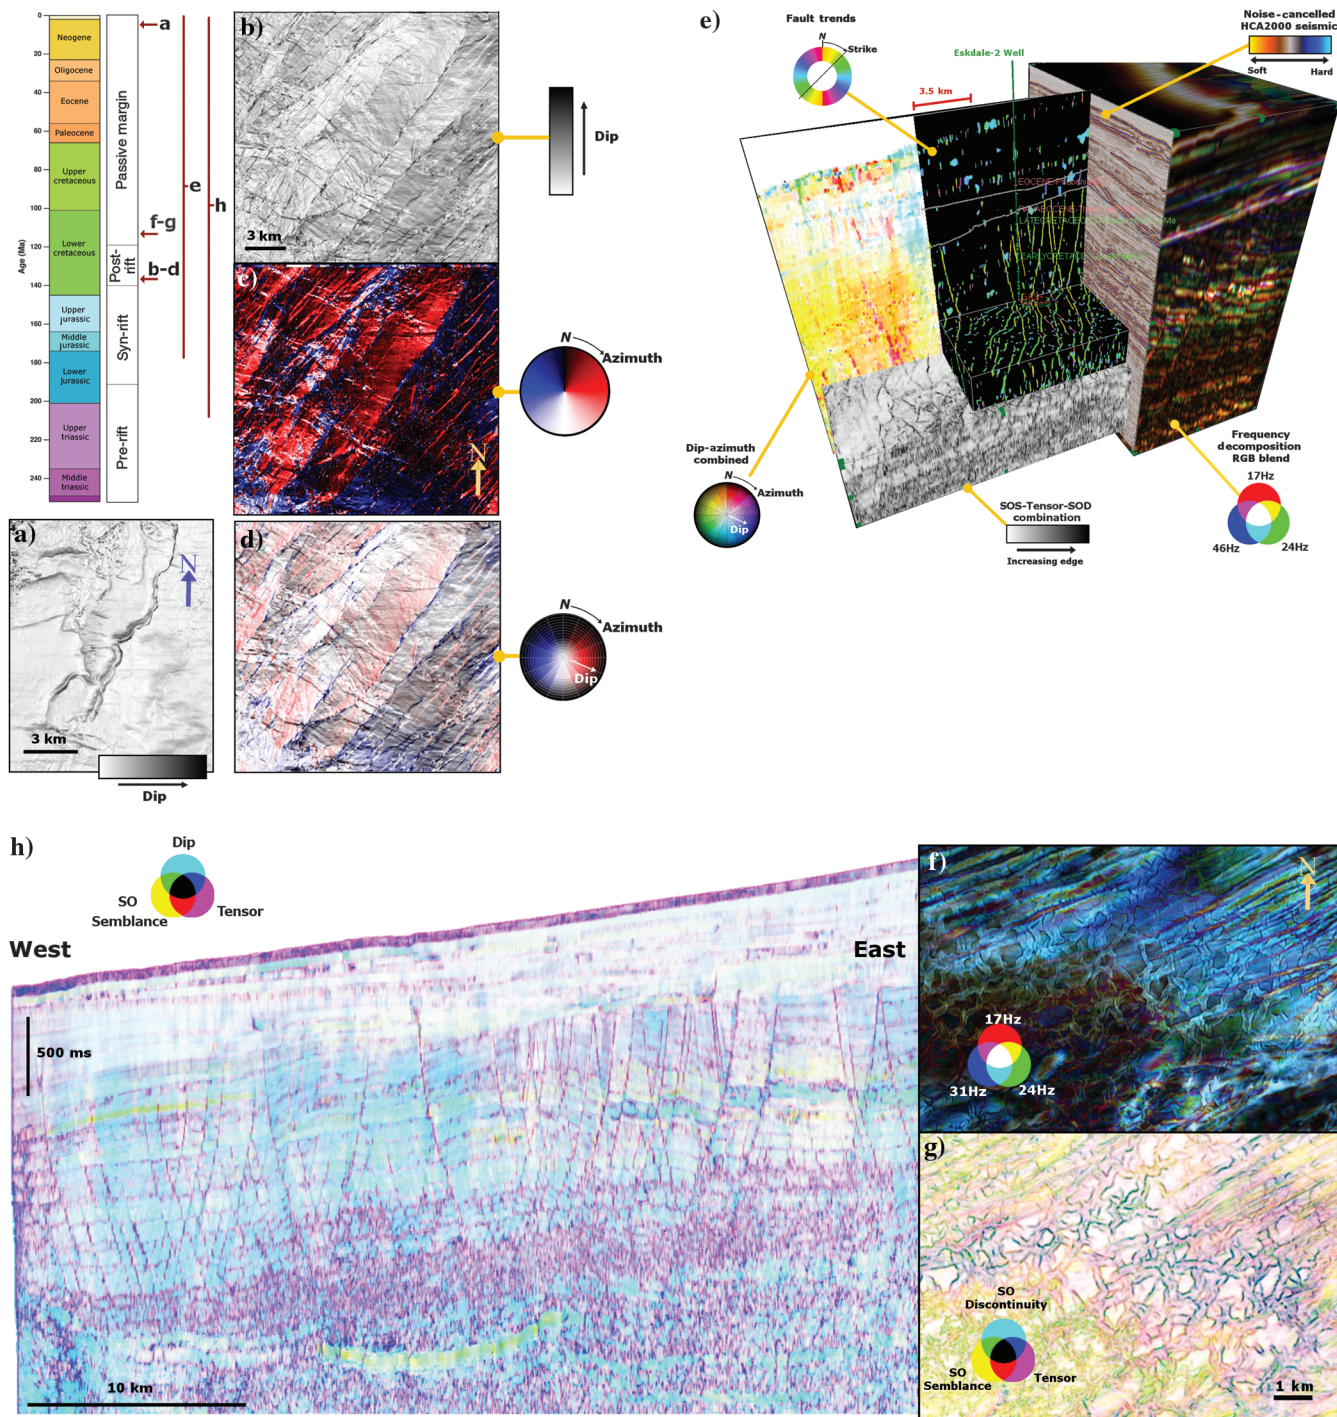 0
20
40
60
80
100
120
140
160
180
200
220
240
Age (Ma)
Neogene
Oligocene
Eocene
Paleocene
Upper
cretaceous
Lower
cretaceous
Upper
jurassic
Middle
jurassic
Lower
jurassic
Upper
triassic
Middle
triassic
Passive margin
Post-
rift
Syn-rift
Pre-rift
a
f-g
b-d
e
h
b)
3 km
Dip
c)
N
N
Azimuth
a)
N
3 km
Dip
d)
N
Azimuth
Dip
e)
Fault trends
N
Strike
3.5 km
Eskdale-2 Well
Noise-cancelled
HCA2000 seismic
Soft
Hard
Dip-azimuth
combined
N
Azimuth
Dip
SOS-Tensor-SOD
combination
Increasing edge
Frequency
decomposition
RGB blend
17Hz
46Hz
24Hz
h)
Dip
SO
Semblance
Tensor
West
East
500 ms
10 km
f)
N
17Hz
31Hz
24Hz
g)
SO
Discontinuity
SO
Semblance
Tensor
1 km